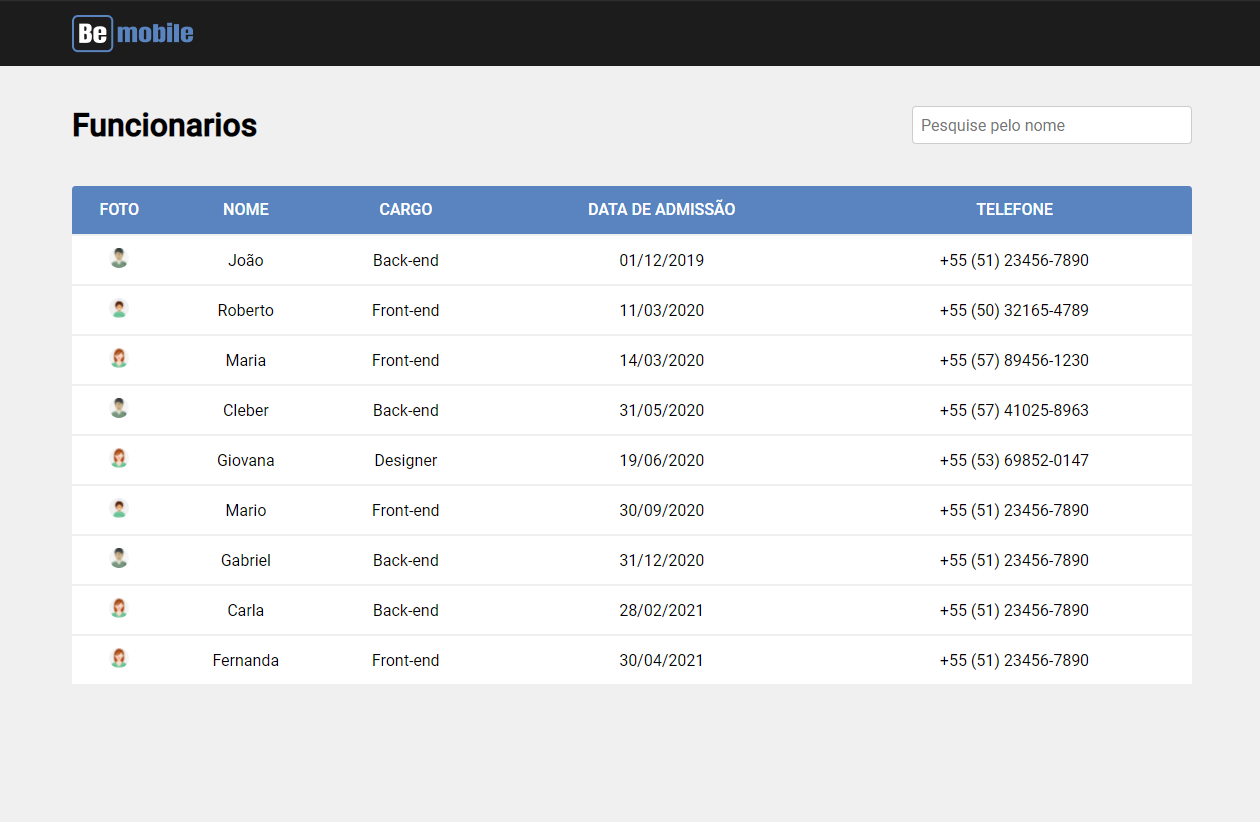 Be mobile
Funcionarios
Pesquise pelo nome
FOTO NOME CARGO DATA DE ADMISSÃO TELEFONE
João Back-end 01/12/2019 +55 (51) 23456-7890
Roberto Front-end 11/03/2020 +55 (50) 32165-4789
Maria Front-end 14/03/2020 +55 (57) 89456-1230
Cleber Back-end 31/05/2020 +55 (57) 41025-8963
Giovana Designer 19/06/2020 +55 (53) 69852-0147
Mario Front-end 30/09/2020 +55 (51) 23456-7890
Gabriel Back-end 31/12/2020 +55 (51) 23456-7890
Carla Back-end 28/02/2021 +55 (51) 23456-7890
Fernanda Front-end 30/04/2021 +55 (51) 23456-7890